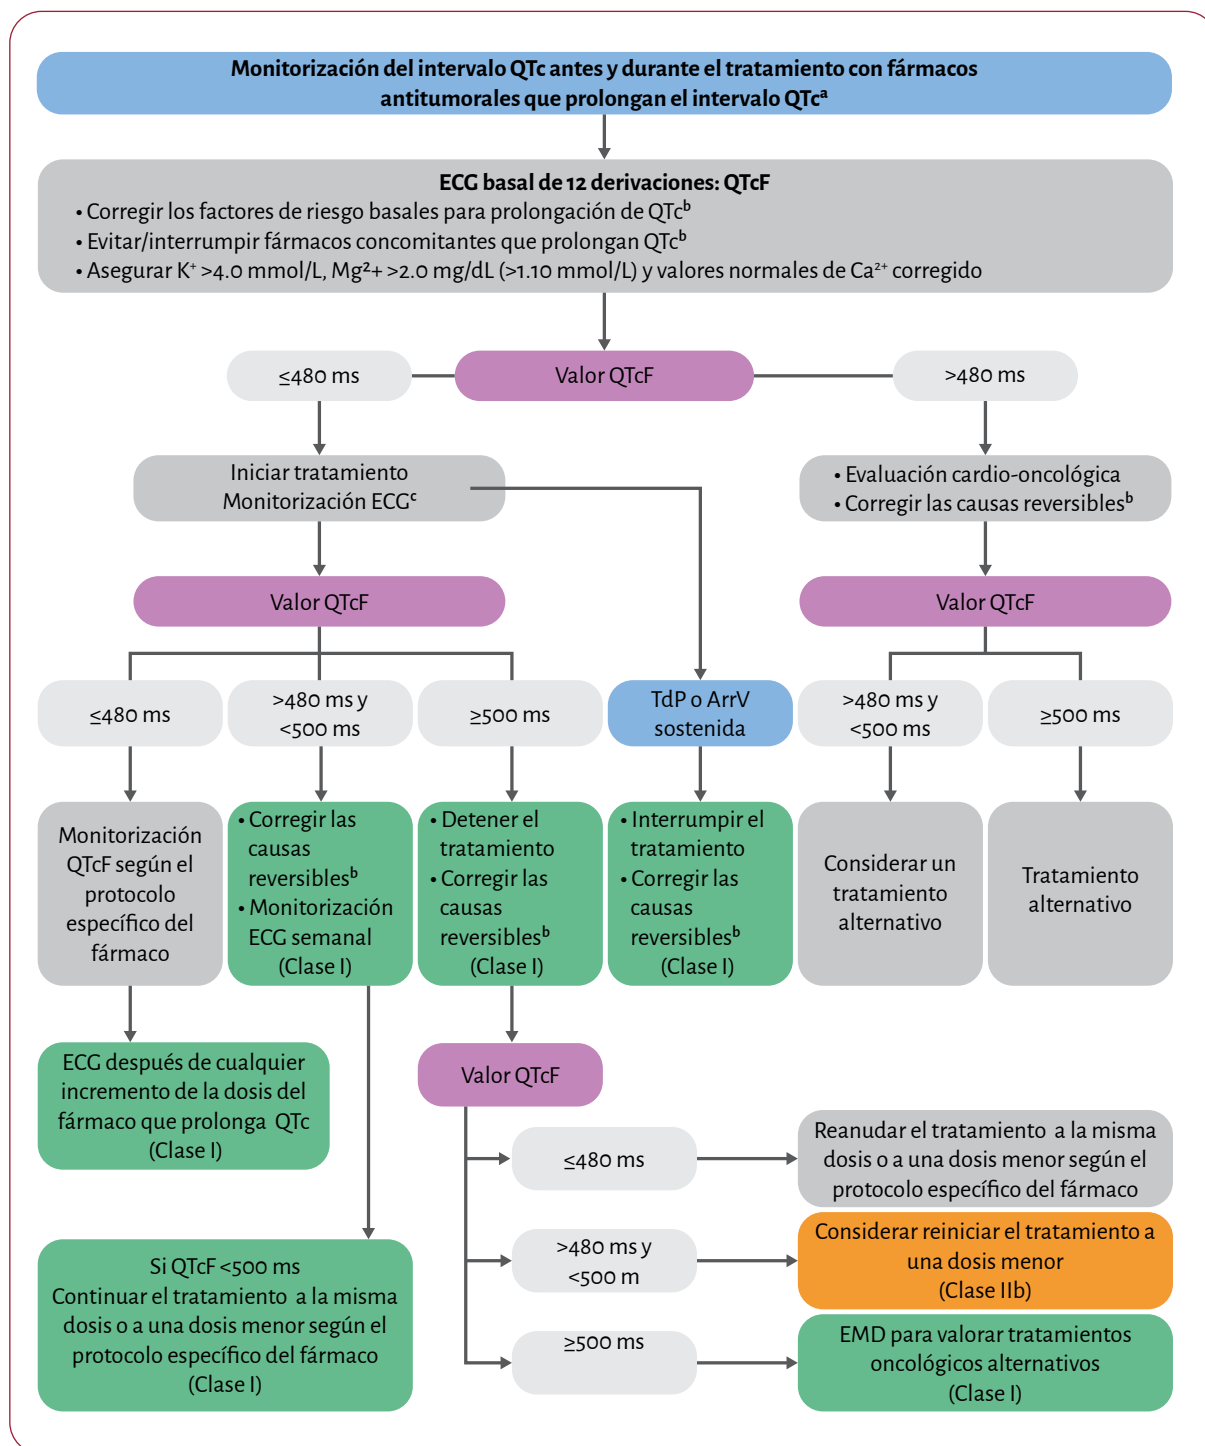 Monitorización del intervalo QTc antes y durante el tratamiento con fármacos
antitumorales que prolongan el intervalo QTcᵃ
ECG basal de 12 derivaciones: QTcF
• Corregir los factores de riesgo basales para prolongación de QTcᵇ
• Evitar/interrumpir fármacos concomitantes que prolongan QTcᵇ
• Asegurar K⁺ >4.0 mmol/L, Mg²+ >2.0 mg/dL (>1.10 mmol/L) y valores normales de Ca²⁺ corregido
≤480 ms
Valor QTcF
>480 ms
Iniciar tratamiento
Monitorización ECGᶜ
• Evaluación cardio-oncológica
• Corregir las causas reversiblesᵇ
Valor QTcF
Valor QTcF
≤480 ms
>480 ms y
<500 ms
≥500 ms
TdP o ArrV
sostenida
>480 ms y
<500 ms
≥500 ms
Monitorización
QTcF según el
protocolo
específico del
fármaco
• Corregir las
causas
reversiblesᵇ
• Monitorización
ECG semanal
(Clase I)
• Detener el
tratamiento
• Corregir las
causas
reversiblesᵇ
(Clase I)
• Interrumpir el
tratamiento
• Corregir las
causas
reversiblesᵇ
(Clase I)
Considerar un
tratamiento
alternativo
Tratamiento
alternativo
ECG después de cualquier
incremento de la dosis del
fármaco que prolonga QTc
(Clase I)
Valor QTcF
≤480 ms
Reanudar el tratamiento a la misma
dosis o a una dosis menor según el
protocolo específico del fármaco
>480 ms y
<500 m
Considerar reiniciar el tratamiento a
una dosis menor
(Clase IIb)
Si QTcF <500 ms
Continuar el tratamiento a la misma
dosis o a una dosis menor según el
protocolo específico del fármaco
(Clase I)
≥500 ms
EMD para valorar tratamientos
oncológicos alternativos
(Clase I)